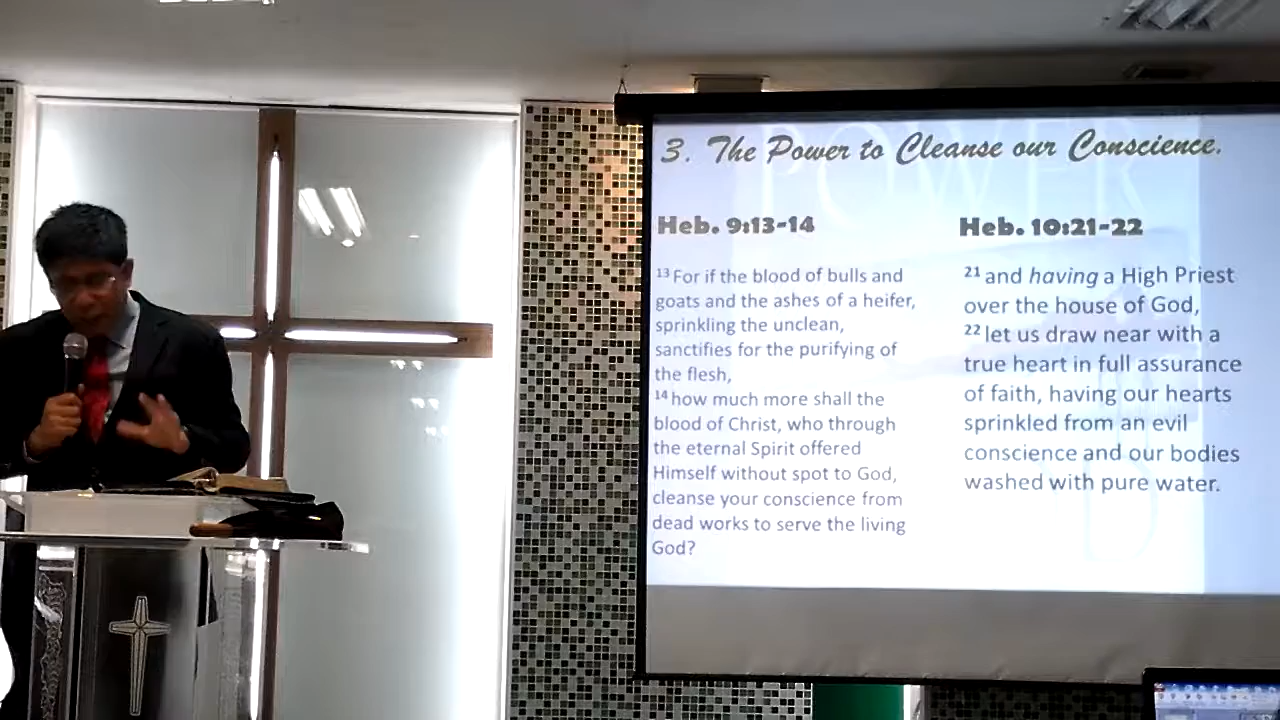 3. The Power to Cleanse our Conscience.
POWER
Heb. 9:13-14
13 For if the blood of bulls and
goats and the ashes of a heifer,
sprinkling the unclean,
sanctifies for the purifying of
the flesh,
14 how much more shall the
blood of Christ, who through
the eternal Spirit offered
Himself without spot to God,
cleanse your conscience from
dead works to serve the living
God?
Heb. 10:21-22
21 and having a High Priest
over the house of God,
22 let us draw near with a
true heart in full assurance
of faith, having our hearts
sprinkled from an evil
conscience and our bodies
washed with pure water.